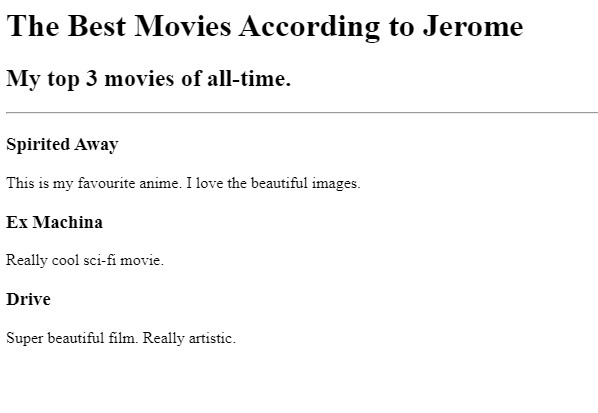 The Best Movies According to Jerome
My top 3 movies of all-time.
Spirited Away
This is my favourite anime. I love the beautiful images.
Ex Machina
Really cool sci-fi movie.
Drive
Super beautiful film. Really artistic.